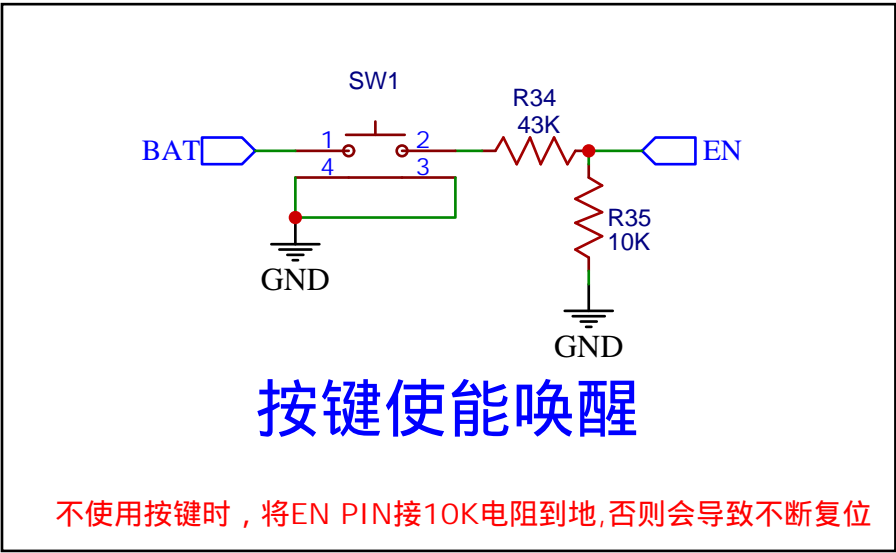 SW1
R34
43K
BAT
1
2
EN
4
3
R35
10K
GND
GND
按键使能唤醒
不使用按键时，将EN PIN接10K电阻到地,否则会导致不断复位